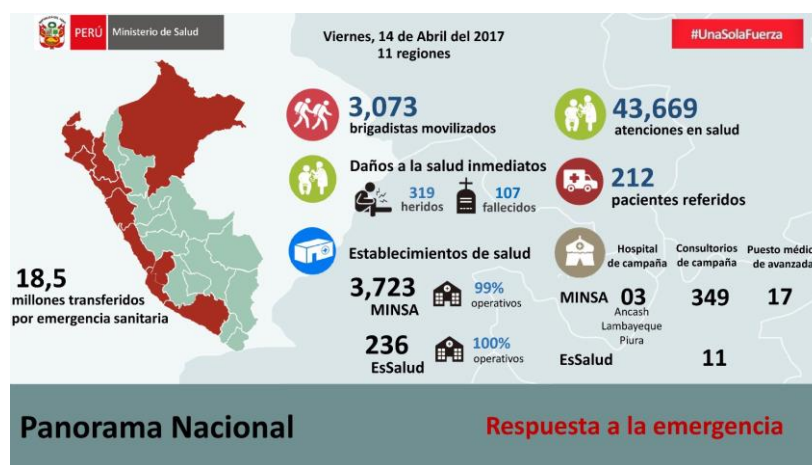 PERÚ
Ministerio de Salud
Viernes, 14 de Abril del 2017
11 regiones
#UnaSolaFuerza
18,5
millones transferidos
por emergencia sanitaria
3,073
brigadistas movilizados
Daños a la salud inmediatos
319
heridos
107
fallecidos
Establecimientos de salud
3,723
MINSA
99%
operativos
236
EsSalud
100%
operativos
43,669
atenciones en salud
212
pacientes referidos
Hospital
de campaña
Consultorios
de campaña
Puesto médico
de avanzada
MINSA 03 349 17
Ancash
Lambayeque
Piura
EsSalud 11
Panorama Nacional
Respuesta a la emergencia